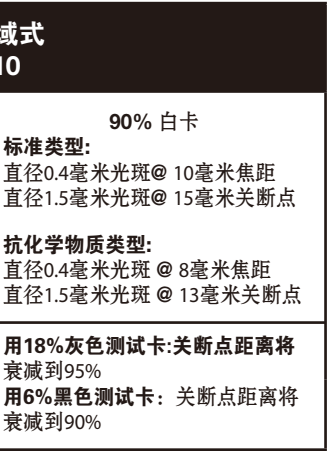 域式
10
90% 白卡
标准类型:
直径0.4毫米光斑@ 10毫米焦距
直径1.5毫米光斑@ 15毫米关断点
抗化学物质类型:
直径0.4毫米光斑 @ 8毫米焦距
直径1.5毫米光斑 @ 13毫米关断点
用18%灰色测试卡:关断点距离将
衰减到95%
用6%黑色测试卡：关断点距离将
衰减到90%